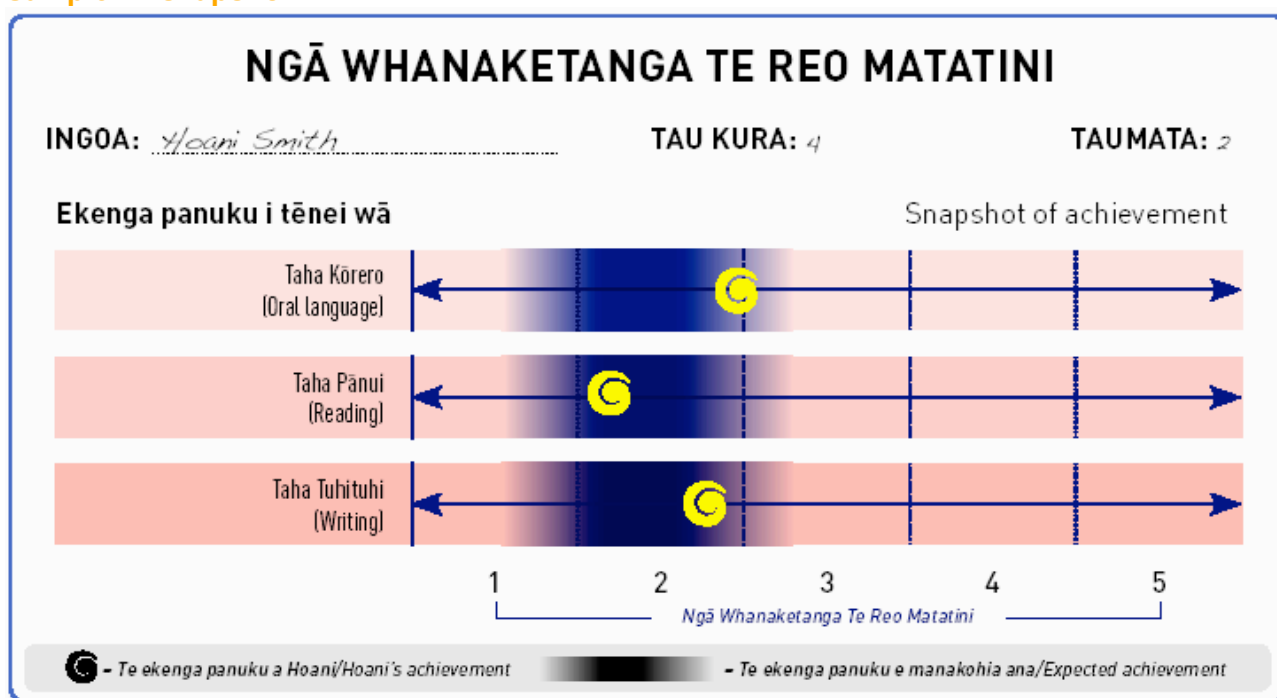 NGĀ WHANAKETANGA TE REO MATATINI
INGOA: Hoani Smith TAU KURA: 4 TAUMATA: 2
Ekenga panuku i tēnei wā Snapshot of achievement
Taha Kōrero
(Oral language)
Taha Pānui
(Reading)
Taha Tuhituhi
(Writing)
1 2 3 4 5
Ngā Whanaketanga Te Reo Matatini
– Te ekenga panuku a Hoani/Hoani's achievement – Te ekenga panuku e manakohia ana/Expected achievement